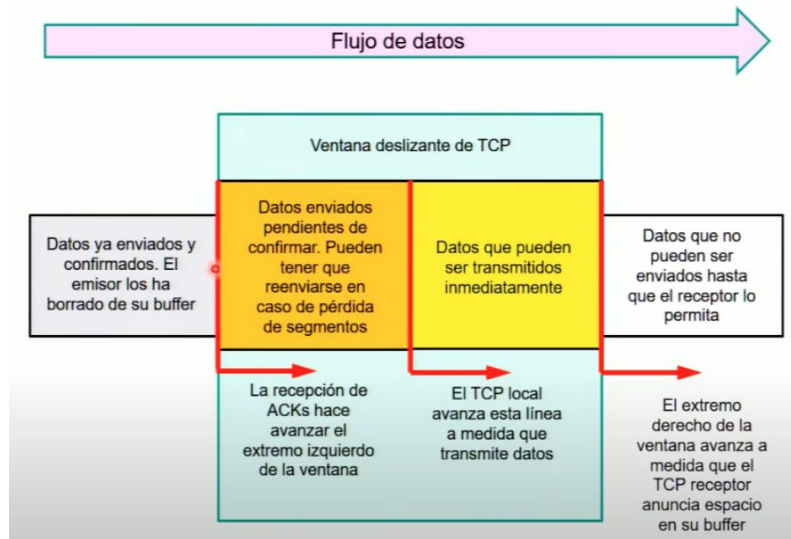 Flujo de datos
Ventana deslizante de TCP
Datos ya enviados y
confirmados. El
emisor los ha
borrado de su buffer
Datos enviados
pendientes de
confirmar. Pueden
tener que
reenviarse en
caso de pérdida
de segmentos
Datos que pueden
ser transmitidos
inmediatamente
Datos que no
pueden ser
enviados hasta
que el receptor lo
permita
La recepción de
ACKs hace
avanzar el
extremo izquierdo
de la ventana
El TCP local
avanza esta línea
a medida que
transmite datos
El extremo
derecho de la
ventana avanza a
medida que el
TCP receptor
anuncia espacio
en su buffer